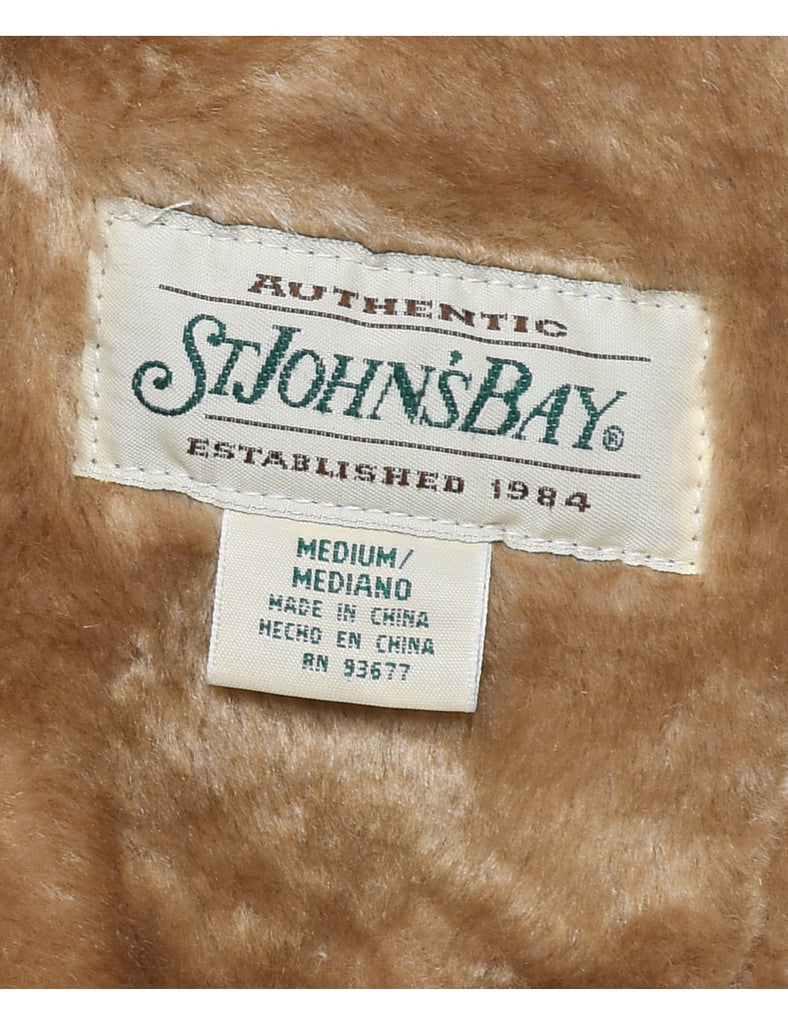 AUTHENTIC
ST JOHN'S BAY®
ESTABLISHED 1984
MEDIUM/
MEDIANO
MADE IN CHINA
HECHO EN CHINA
RN 93677